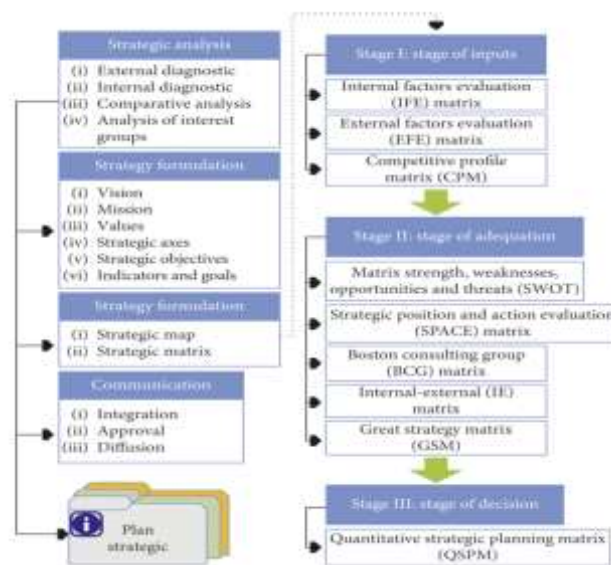 Strategic analysis
(i) External diagnostic
(ii) Internal diagnostic
(iii) Comparative analysis
(iv) Analysis of interest
groups
Strategy formulation
(i) Vision
(ii) Mission
(iii) Values
(iv) Strategic axes
(v) Strategic objectives
(vi) Indicators and goals
Strategy formulation
(i) Strategic map
(ii) Strategic matrix
Communication
(i) Integration
(ii) Approval
(iii) Diffusion
Plan
strategic
Stage I: stage of inputs
Internal factors evaluation
(IFE) matrix
External factors evaluation
(EFE) matrix
Competitive profile
matrix (CPM)
Stage II: stage of adequation
Matrix strength, weaknesses,
opportunities and threats (SWOT)
Strategic position and action evaluation
(SPACE) matrix
Boston consulting group
(BCG) matrix
Internal-external (IE)
matrix
Great strategy matrix
(GSM)
Stage III: stage of decision
Quantitative strategic planning matrix
(QSPM)